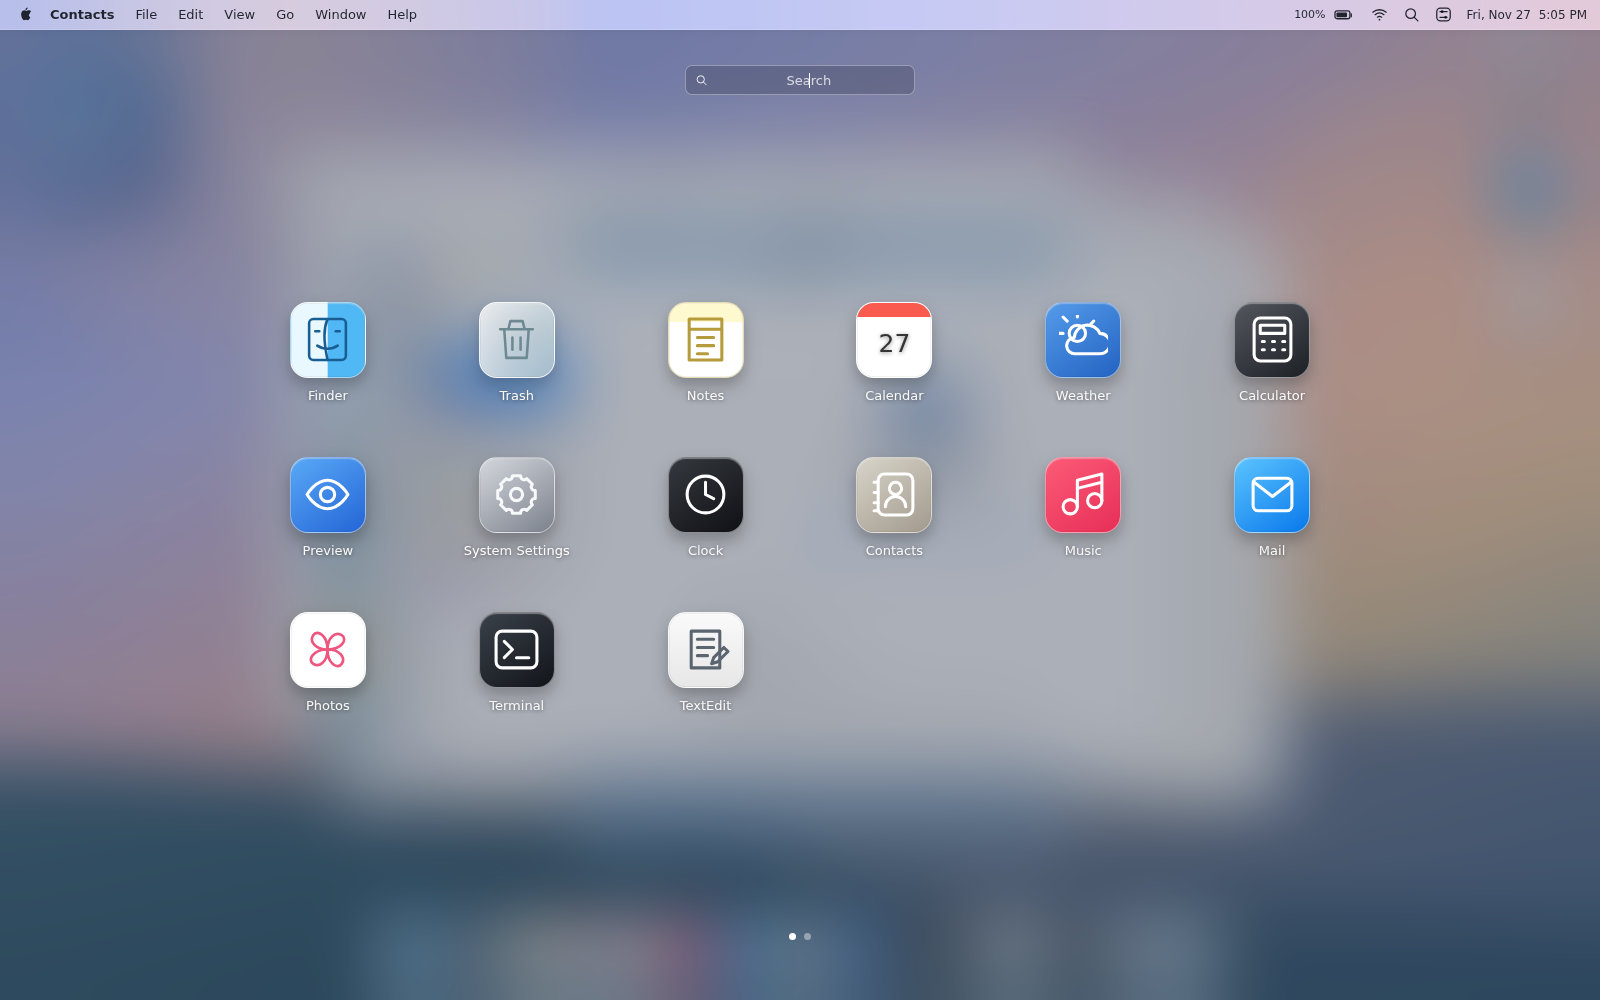 Contacts File Edit View Go Window Help 100% Fri, Nov 27 5:05 PM
Search
27
Finder Trash Notes Calendar Weather Calculator
Preview System Settings Clock Contacts Music Mail
Photos Terminal TextEdit